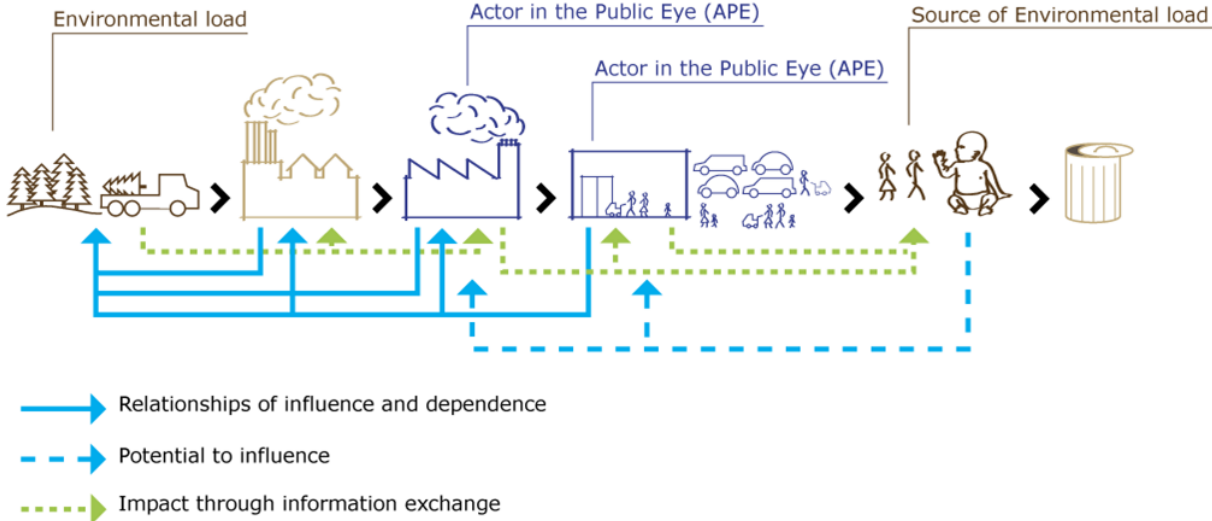 Environmental load
Actor in the Public Eye (APE)
Source of Environmental load
Actor in the Public Eye (APE)
Relationships of influence and dependence
Potential to influence
Impact through information exchange